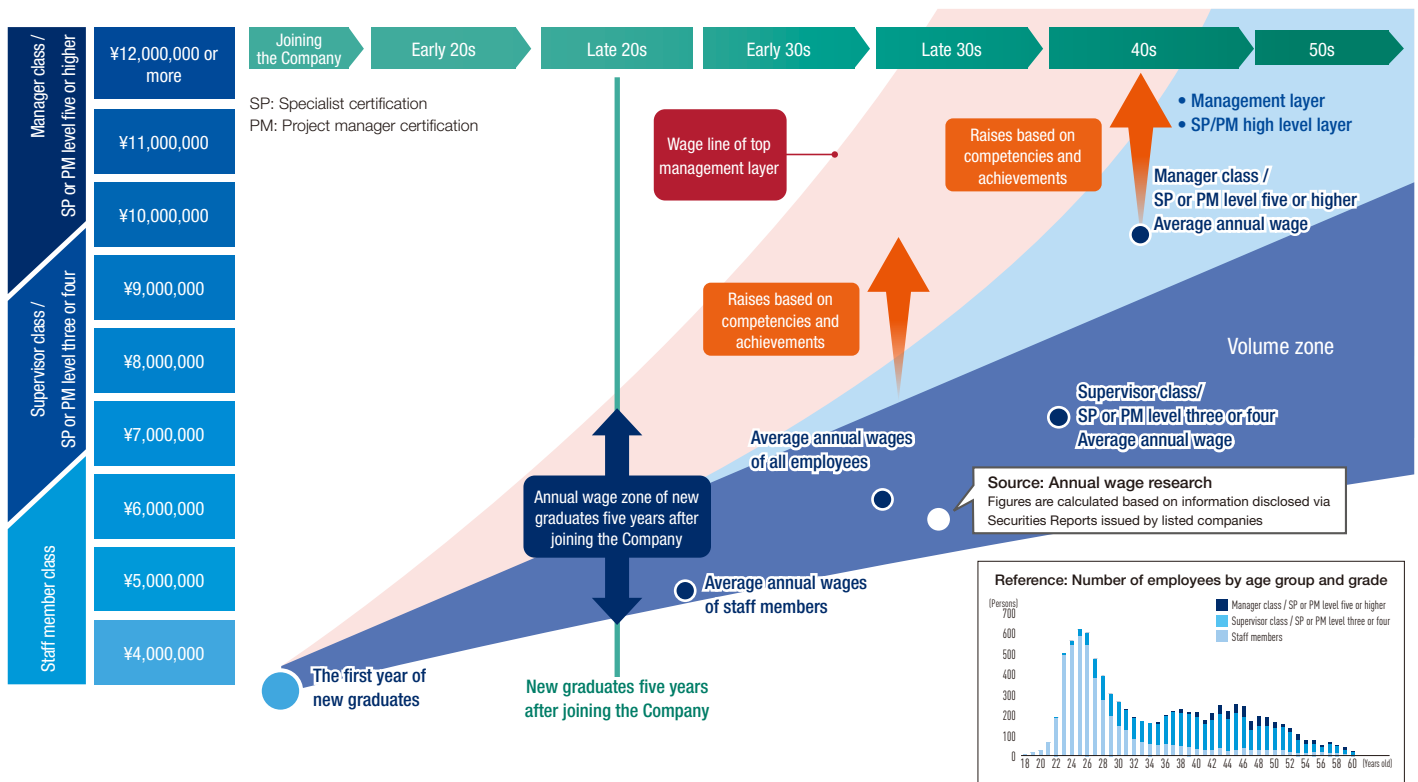 Manager class /
SP or PM level five or higher
Supervisor class /
SP or PM level three or four
Staff member class
¥12,000,000 or
more
¥11,000,000
¥10,000,000
¥9,000,000
¥8,000,000
¥7,000,000
¥6,000,000
¥5,000,000
¥4,000,000
Joining
the Company
Early 20s
Late 20s
Early 30s
Late 30s
40s
50s
SP: Specialist certification
PM: Project manager certification
Wage line of top
management layer
Raises based on
competencies and
achievements
• Management layer
• SP/PM high level layer
Manager class /
SP or PM level five or higher
Average annual wage
Raises based on
competencies and
achievements
Volume zone
Supervisor class/
SP or PM level three or four
Average annual wage
Average annual wages
of all employees
Annual wage zone of new
graduates five years after
joining the Company
Source: Annual wage research
Figures are calculated based on information disclosed via
Securities Reports issued by listed companies
Average annual wages
of staff members
The first year of
new graduates
New graduates five years
after joining the Company
Reference: Number of employees by age group and grade
(Persons)
700
600
500
400
300
200
100
0
Manager class / SP or PM level five or higher
Supervisor class / SP or PM level three or four
Staff members
18 20 22 24 26 28 30 32 34 36 38 40 42 44 46 48 50 52 54 56 58 60 (Years old)